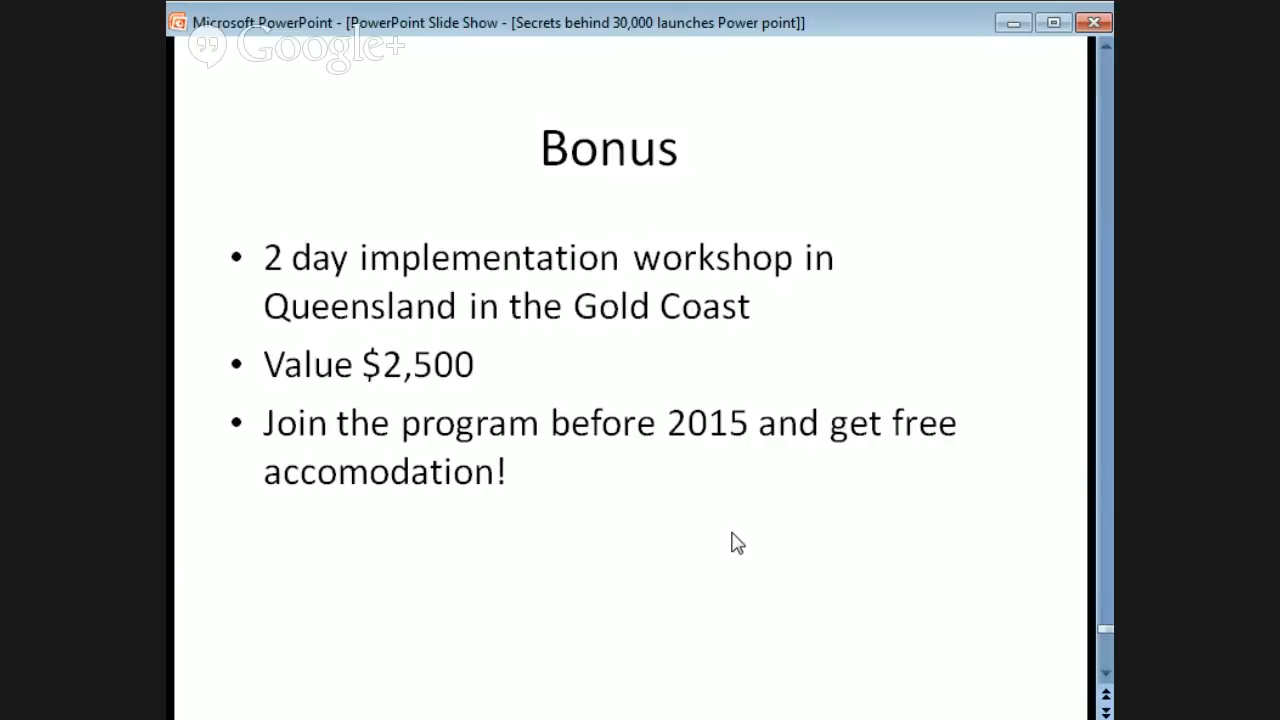 Microsoft PowerPoint - [PowerPoint Slide Show - [Secrets behind 30,000 launches Power point]]
Google+
Bonus
• 2 day implementation workshop in
Queensland in the Gold Coast
• Value $2,500
• Join the program before 2015 and get free
accomodation!